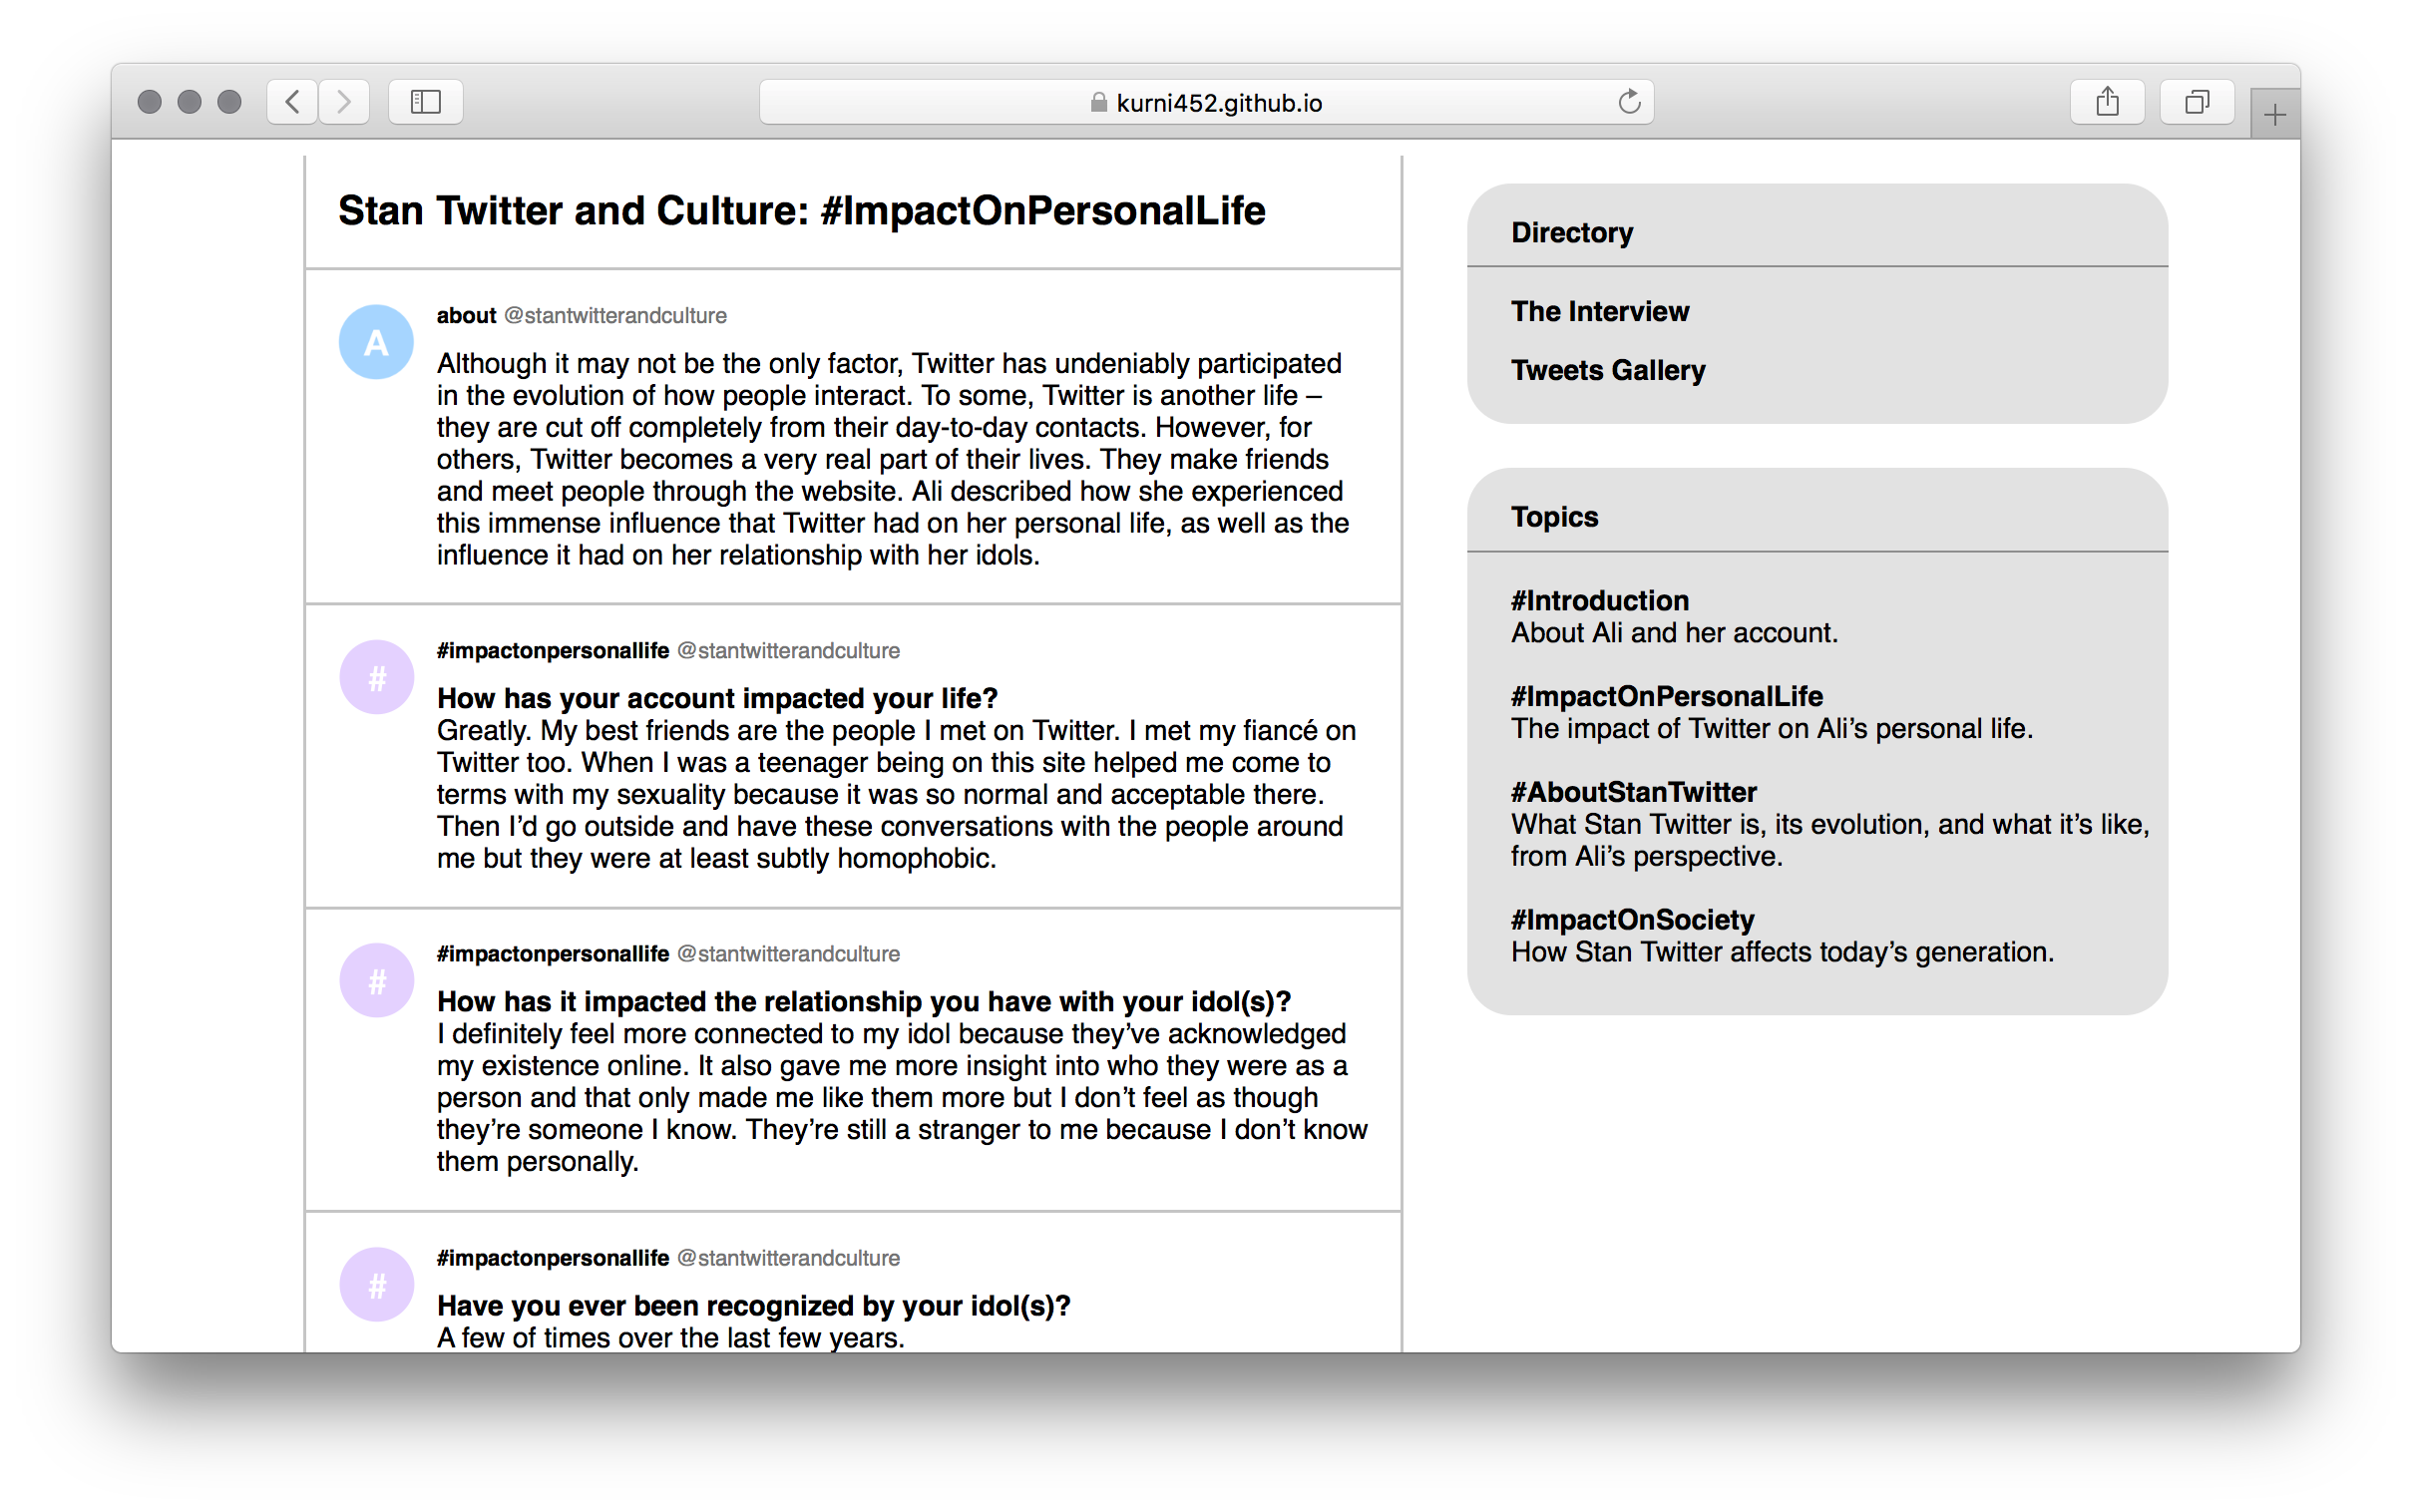 kurni452.github.io
Stan Twitter and Culture: #ImpactOnPersonalLife
A
about @stantwitterandculture
Although it may not be the only factor, Twitter has undeniably participated
in the evolution of how people interact. To some, Twitter is another life –
they are cut off completely from their day-to-day contacts. However, for
others, Twitter becomes a very real part of their lives. They make friends
and meet people through the website. Ali described how she experienced
this immense influence that Twitter had on her personal life, as well as the
influence it had on her relationship with her idols.
#
#impactonpersonallife @stantwitterandculture
How has your account impacted your life?
Greatly. My best friends are the people I met on Twitter. I met my fiancé on
Twitter too. When I was a teenager being on this site helped me come to
terms with my sexuality because it was so normal and acceptable there.
Then I’d go outside and have these conversations with the people around
me but they were at least subtly homophobic.
#
#impactonpersonallife @stantwitterandculture
How has it impacted the relationship you have with your idol(s)?
I definitely feel more connected to my idol because they’ve acknowledged
my existence online. It also gave me more insight into who they were as a
person and that only made me like them more but I don’t feel as though
they’re someone I know. They’re still a stranger to me because I don’t know
them personally.
#
#impactonpersonallife @stantwitterandculture
Have you ever been recognized by your idol(s)?
A few of times over the last few years.
Directory
The Interview
Tweets Gallery
Topics
#Introduction
About Ali and her account.
#ImpactOnPersonalLife
The impact of Twitter on Ali’s personal life.
#AboutStanTwitter
What Stan Twitter is, its evolution, and what it’s like,
from Ali’s perspective.
#ImpactOnSociety
How Stan Twitter affects today’s generation.